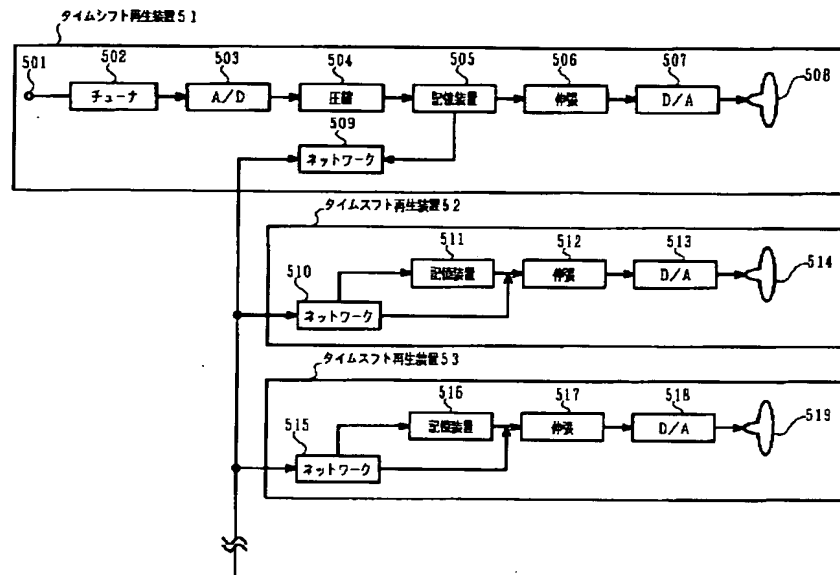 タイムシフト再生装置51
501
502
503
504
505
506
507
508
チューナ
A/D
圧縮
記憶装置
伸張
D/A
509
ネットワーク
タイムスフト再生装置52
510
511
512
513
514
記憶装置
伸張
D/A
ネットワーク
タイムスフト再生装置53
515
516
517
518
519
記憶装置
伸張
D/A
ネットワーク